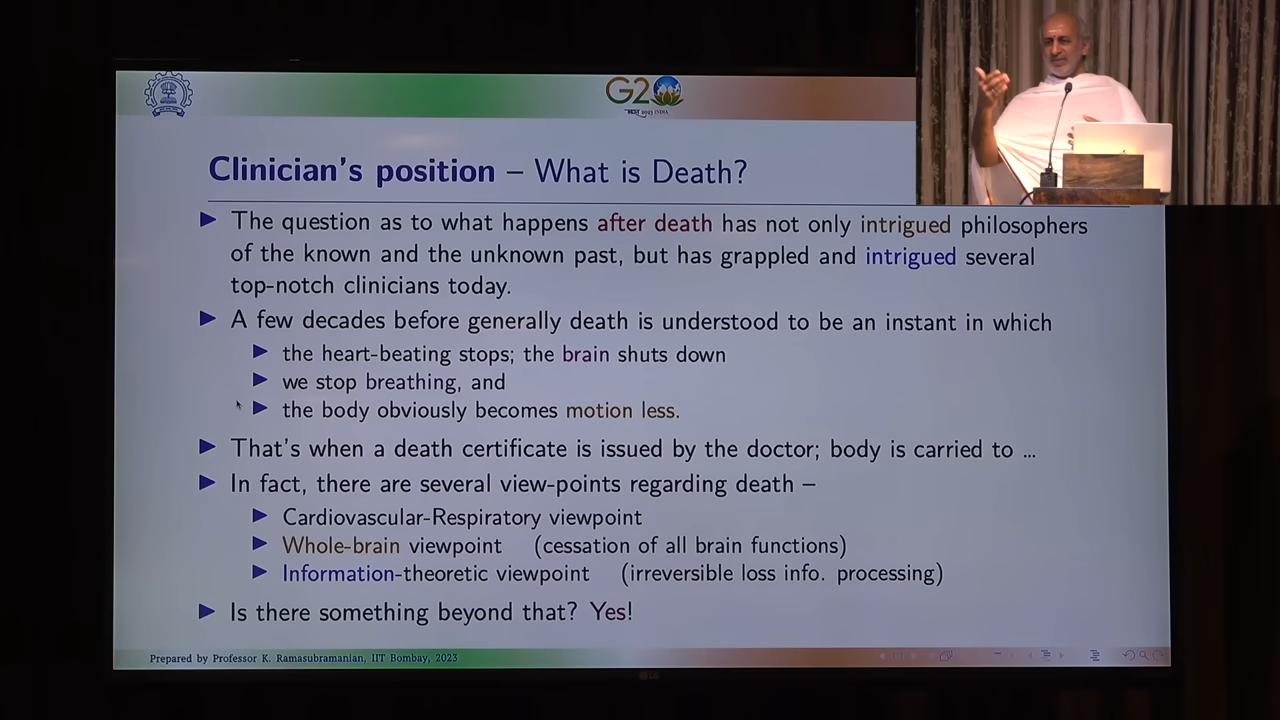 G20
भारत 2023 INDIA
Clinician's position – What is Death?
The question as to what happens after death has not only intrigued philosophers
of the known and the unknown past, but has grappled and intrigued several
top-notch clinicians today.
A few decades before generally death is understood to be an instant in which
the heart-beating stops; the brain shuts down
we stop breathing, and
the body obviously becomes motion less.
That's when a death certificate is issued by the doctor; body is carried to ...
In fact, there are several view-points regarding death –
Cardiovascular-Respiratory viewpoint
Whole-brain viewpoint (cessation of all brain functions)
Information-theoretic viewpoint (irreversible loss info. processing)
Is there something beyond that? Yes!
Prepared by Professor K. Ramasubramanian, IIT Bombay, 2023
LG